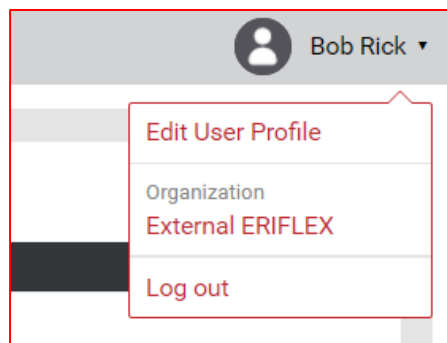 Bob Rick
Edit User Profile
Organization
External ERIFLEX
Log out